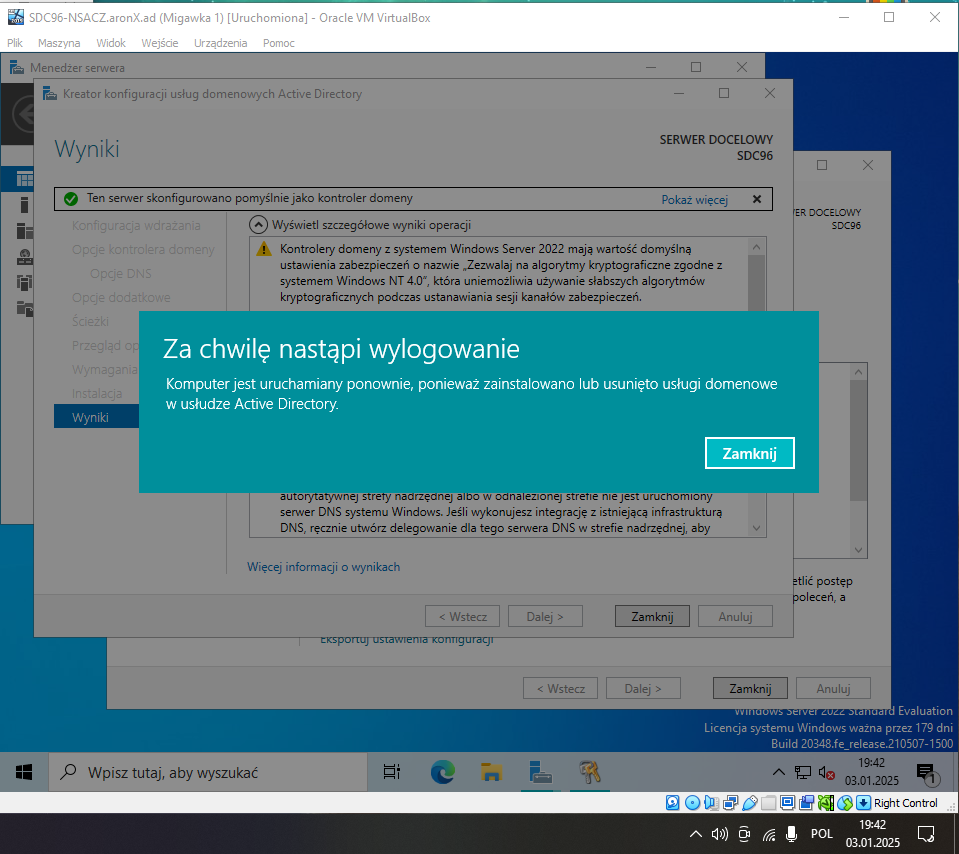 SDC96-NSACZ.aronX.ad (Migawka 1) [Uruchomiona] - Oracle VM VirtualBox
Plik Maszyna Widok Wejście Urządzenia Pomoc
Menedżer serwera
Kreator konfiguracji usług domenowych Active Directory
Wyniki
SERWER DOCELOWY
SDC96
Ten serwer skonfigurowano pomyślnie jako kontroler domeny
Pokaż więcej
Konfiguracja wdrażania
Opcje kontrolera domeny
Opcje DNS
Opcje dodatkowe
Ścieżki
Przegląd op
Wymagania
Instalacja
Wyniki
Wyświetl szczegółowe wyniki operacji
Kontrolery domeny z systemem Windows Server 2022 mają wartość domyślną
ustawienia zabezpieczeń o nazwie „Zezwalaj na algorytmy kryptograficzne zgodne z
systemem Windows NT 4.0”, która uniemożliwia używanie słabszych algorytmów
kryptograficznych podczas ustanawiania sesji kanałów zabezpieczeń.
Za chwilę nastąpi wylogowanie
Komputer jest uruchamiany ponownie, ponieważ zainstalowano lub usunięto usługi domenowe
w usłudze Active Directory.
Zamknij
autorytatywnej strefy nadrzędnej albo w odnalezionej strefie nie jest uruchomiony
serwer DNS systemu Windows. Jeśli wykonujesz integrację z istniejącą infrastrukturą
DNS, ręcznie utwórz delegowanie dla tego serwera DNS w strefie nadrzędnej, aby
Więcej informacji o wynikach
< Wstecz Dalej > Zamknij Anuluj
ER DOCELOWY
SDC96
etlić postęp
poleceń, a
Eksportuj ustawienia konfiguracji
< Wstecz Dalej > Zamknij Anuluj
Windows Server 2022 Standard Evaluation
Licencja systemu Windows ważna przez 179 dni
Build 20348.fe_release.210507-1500
Wpisz tutaj, aby wyszukać
19:42
03.01.2025
1
Right Control
POL
19:42
03.01.2025